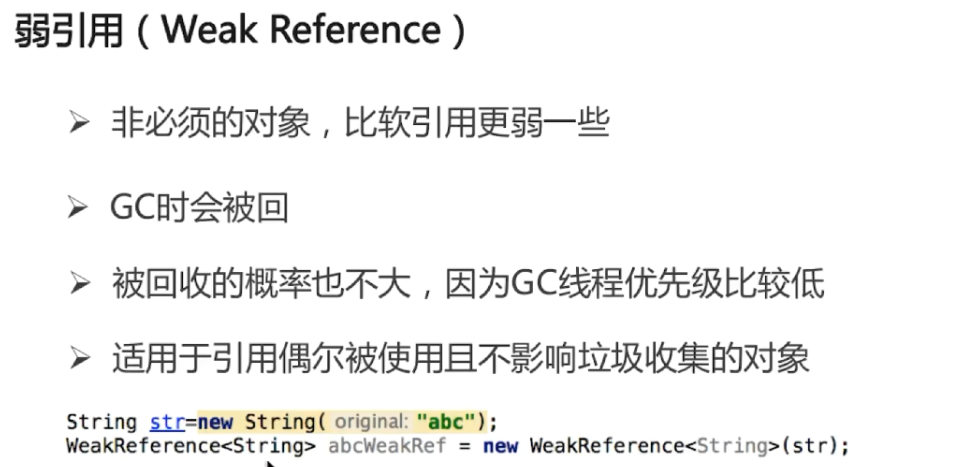 弱引用（Weak Reference）
➢ 非必须的对象，比软引用更弱一些
➢ GC时会被回
➢ 被回收的概率也不大，因为GC线程优先级比较低
➢ 适用于引用偶尔被使用且不影响垃圾收集的对象
String str=new String( original: "abc");
WeakReference<String> abcWeakRef = new WeakReference<String>(str);